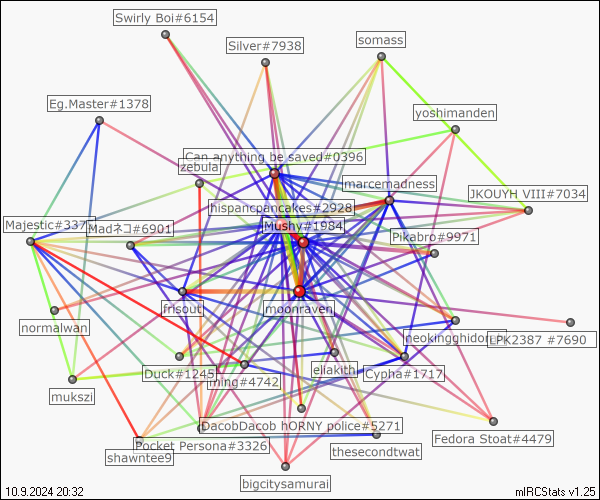 Swirly Boi#6154
Silver#7938
somass
Eg.Master#1378
yoshimanden
Can anything be saved#0396
zebula
marcemadness
JKOUYH VIII#7034
hispancpancakes#2928
Majestic#337
Madネコ#6901
Mushy#1984
Pikabro#9971
frisout
moonraven
normalwan
neokingghidor
LPK2387 #7690
Duck#1245
ming#4742
eliakith
Cypha#1717
mukszi
DacobDacob hORNY police#5271
Pocket Persona#3326
Fedora Stoat#4479
shawntee9
thesecondtwat
bigcitysamurai
10.9.2024 20:32
mIRCStats v1.25